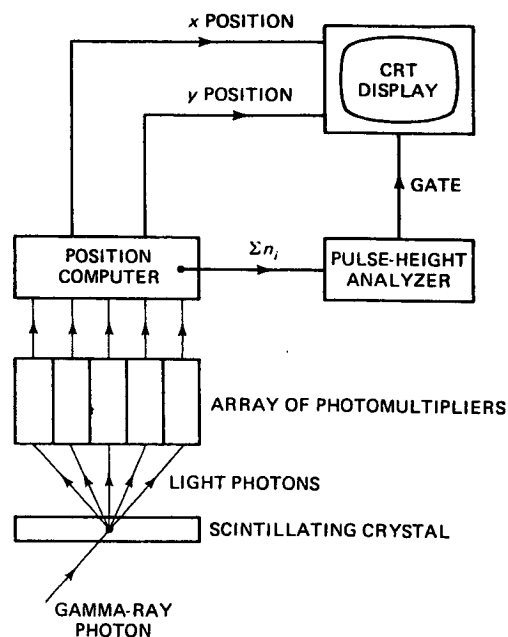 x POSITION
y POSITION
CRT
DISPLAY
GATE
POSITION
COMPUTER
Σnᵢ
PULSE-HEIGHT
ANALYZER
ARRAY OF PHOTOMULTIPLIERS
LIGHT PHOTONS
SCINTILLATING CRYSTAL
GAMMA-RAY
PHOTON